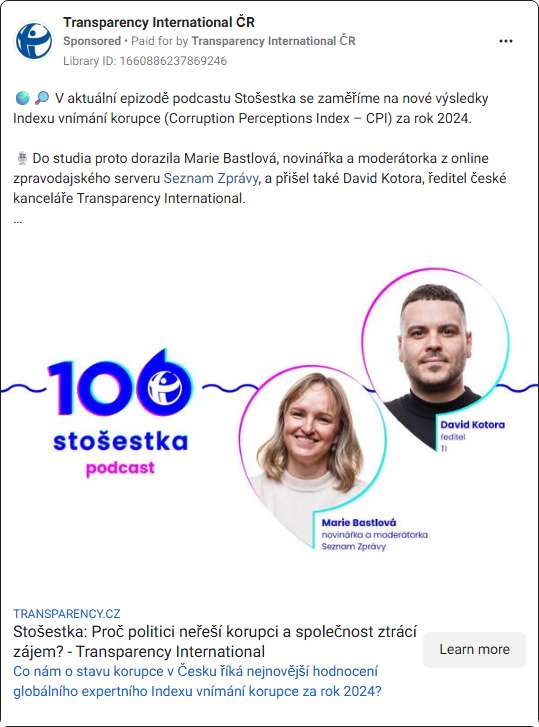 Transparency International ČR
Sponsored • Paid for by Transparency International ČR
Library ID: 1660886237869246
V aktuální epizodě podcastu Stošestka se zaměříme na nové výsledky
Indexu vnímání korupce (Corruption Perceptions Index – CPI) za rok 2024.
Do studia proto dorazila Marie Bastlová, novinářka a moderátorka z online
zpravodajského serveru Seznam Zprávy, a přišel také David Kotora, ředitel české
kanceláře Transparency International.
...
106
stošestka
podcast
David Kotora
ředitel
TI
Marie Bastlová
novinářka a moderátorka
Seznam Zprávy
TRANSPARENCY.CZ
Stošestka: Proč politici neřeší korupci a společnost ztrácí
zájem? - Transparency International
Learn more
Co nám o stavu korupce v Česku říká nejnovější hodnocení
globálního expertního Indexu vnímání korupce za rok 2024?